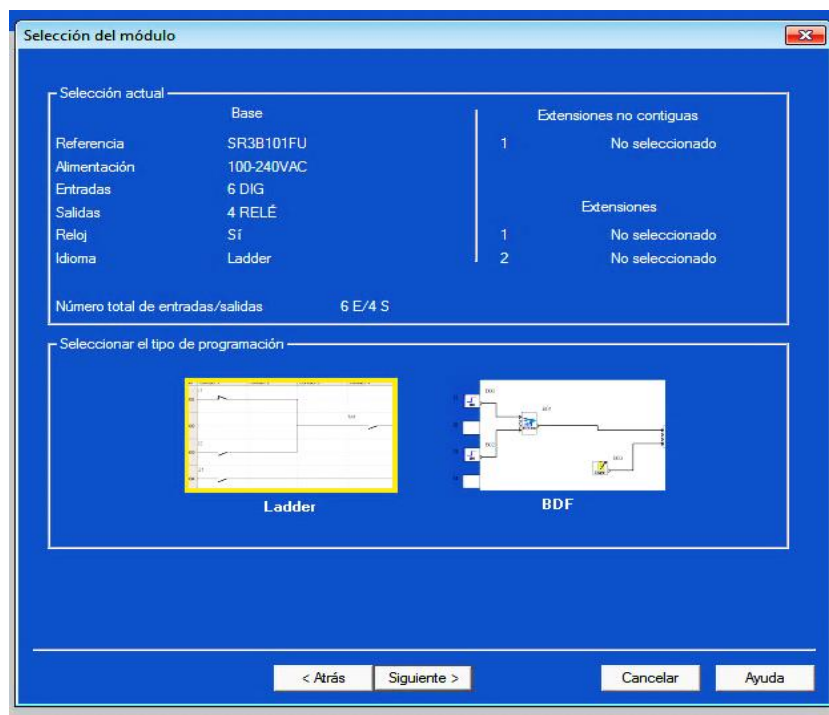 Selección del módulo
Selección actual
Base
Referencia SR3B101FU
Alimentación 100-240VAC
Entradas 6 DIG
Salidas 4 RELÉ
Reloj Sí
Idioma Ladder
Número total de entradas/salidas 6 E/4 S
Extensiones no contiguas
1 No seleccionado
Extensiones
1 No seleccionado
2 No seleccionado
Seleccionar el tipo de programación
Ladder
BDF
< Atrás
Siguiente >
Cancelar
Ayuda